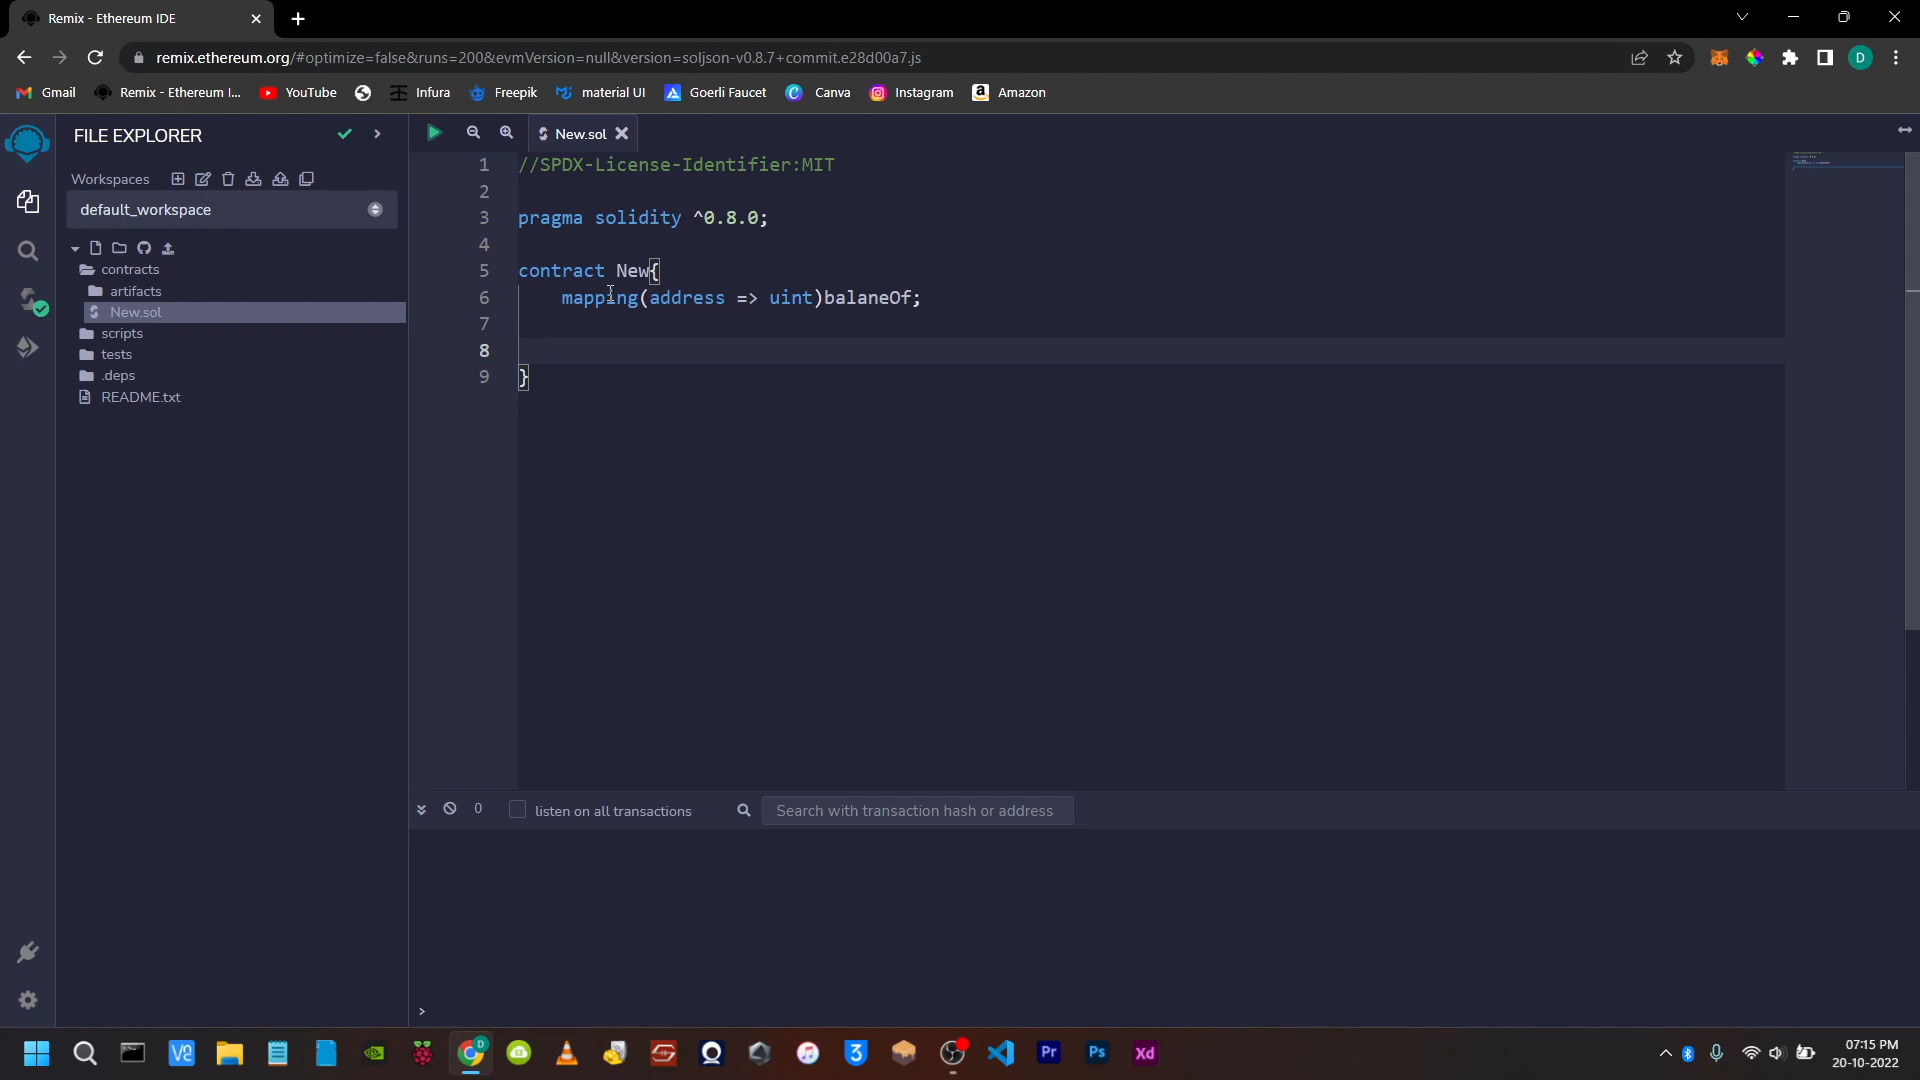 Remix - Ethereum IDE
remix.ethereum.org/#optimize=false&runs=200&evmVersion=null&version=soljson-v0.8.7+commit.e28d00a7.js
D
Gmail
Remix - Ethereum I...
YouTube
Infura
Freepik
material UI
Goerli Faucet
Canva
Instagram
Amazon
FILE EXPLORER
Workspaces
default_workspace
contracts
artifacts
New.sol
scripts
tests
.deps
README.txt
New.sol
1 //SPDX-License-Identifier:MIT
2
3 pragma solidity ^0.8.0;
4
5 contract New{
6 mapping(address => uint)balaneOf;
7
8
9 }
0
listen on all transactions
Search with transaction hash or address
>
07:15 PM
20-10-2022